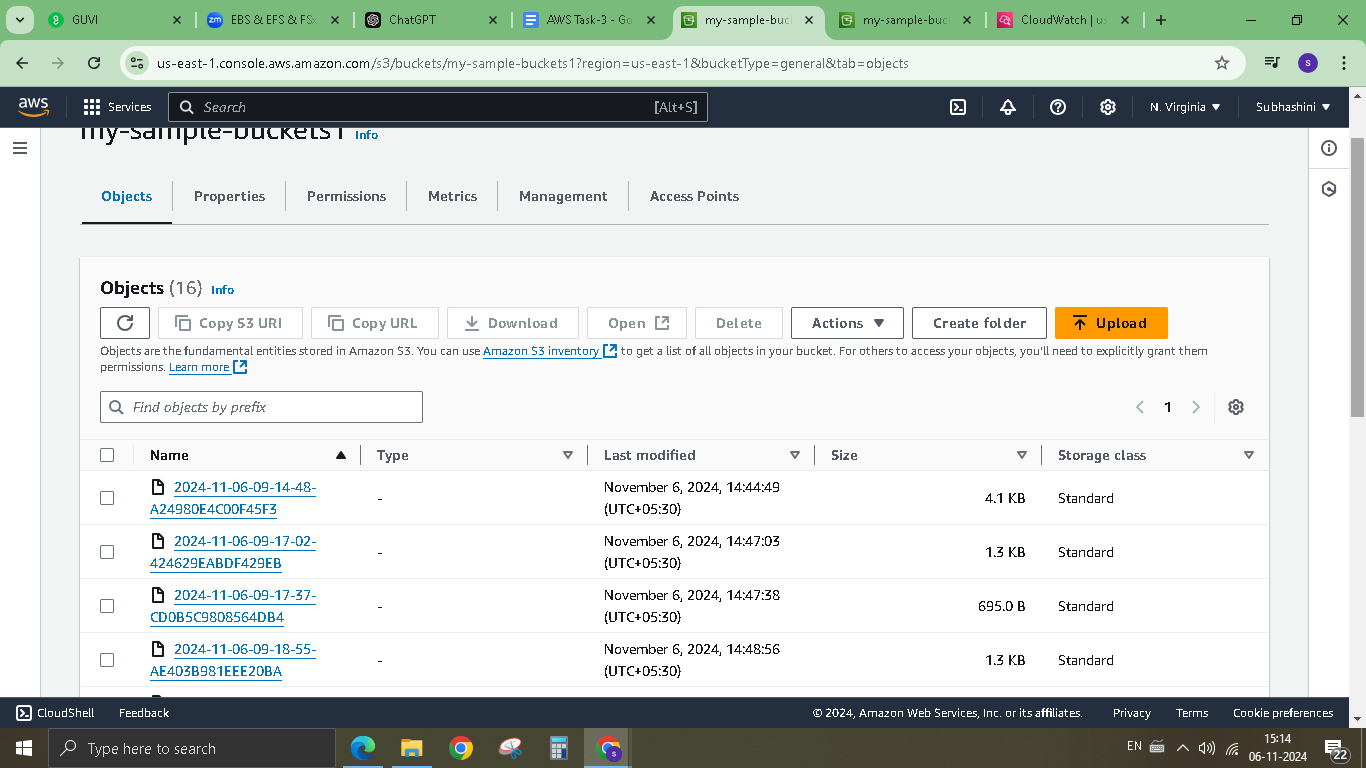 GUVI
EBS & EFS & FSx
ChatGPT
AWS Task-3 - Go
my-sample-buc
my-sample-buc
CloudWatch | us
us-east-1.console.aws.amazon.com/s3/buckets/my-sample-buckets1?region=us-east-1&bucketType=general&tab=objects
S
aws
Services
Search
[Alt+S]
N. Virginia
Subhashini
my-sample-buckets1 Info
Objects
Properties
Permissions
Metrics
Management
Access Points
Objects (16) Info
Copy S3 URI
Copy URL
Download
Open
Delete
Actions
Create folder
Upload
Objects are the fundamental entities stored in Amazon S3. You can use Amazon S3 inventory to get a list of all objects in your bucket. For others to access your objects, you'll need to explicitly grant them
permissions. Learn more
Find objects by prefix
1
Name
Type
Last modified
Size
Storage class
2024-11-06-09-14-48-
A24980E4C00F45F3
-
November 6, 2024, 14:44:49
(UTC+05:30)
4.1 KB
Standard
2024-11-06-09-17-02-
424629EABDF429EB
-
November 6, 2024, 14:47:03
(UTC+05:30)
1.3 KB
Standard
2024-11-06-09-17-37-
CD0B5C9808564DB4
-
November 6, 2024, 14:47:38
(UTC+05:30)
695.0 B
Standard
2024-11-06-09-18-55-
AE403B981EEE20BA
-
November 6, 2024, 14:48:56
(UTC+05:30)
1.3 KB
Standard
CloudShell
Feedback
© 2024, Amazon Web Services, Inc. or its affiliates.
Privacy
Terms
Cookie preferences
Type here to search
EN
15:14
06-11-2024
22